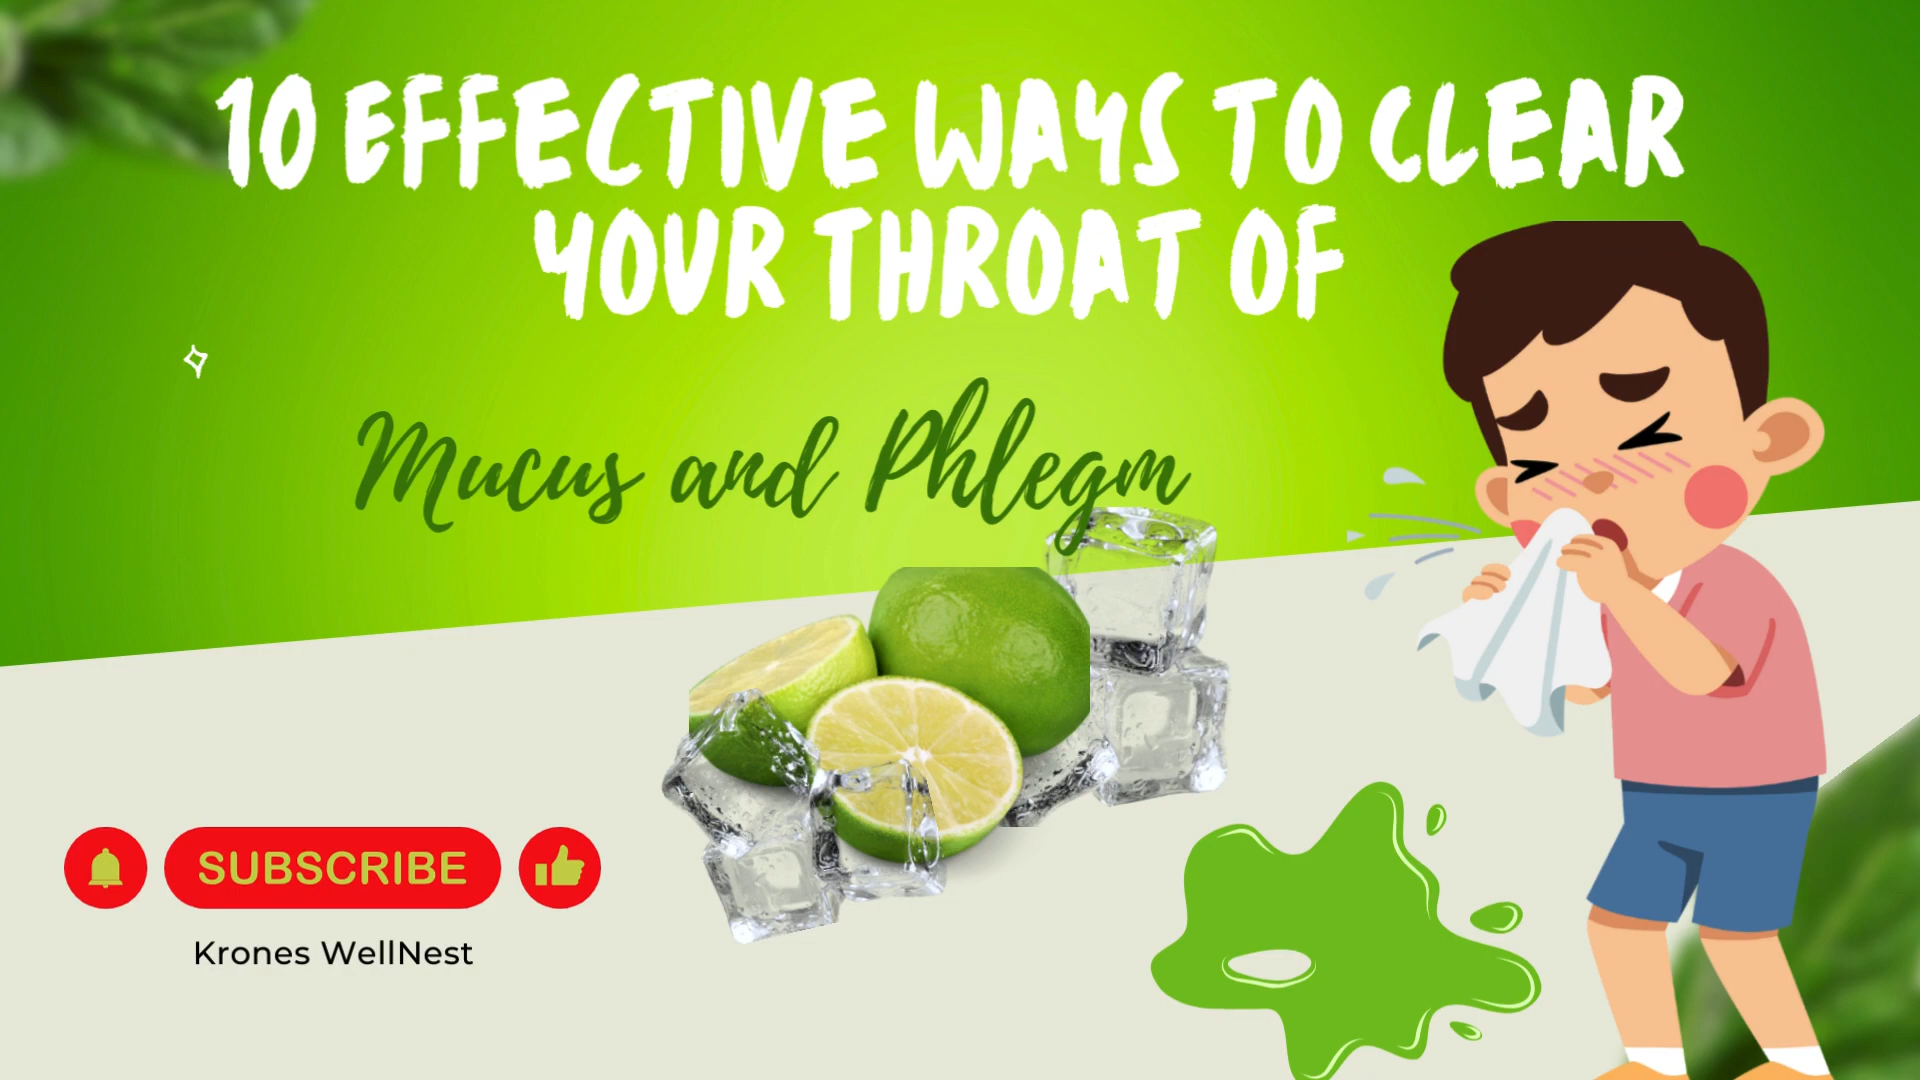 10 EFFECTIVE WAYS TO CLEAR
YOUR THROAT OF
Mucus and Phlegm
SUBSCRIBE
Krones WellNest